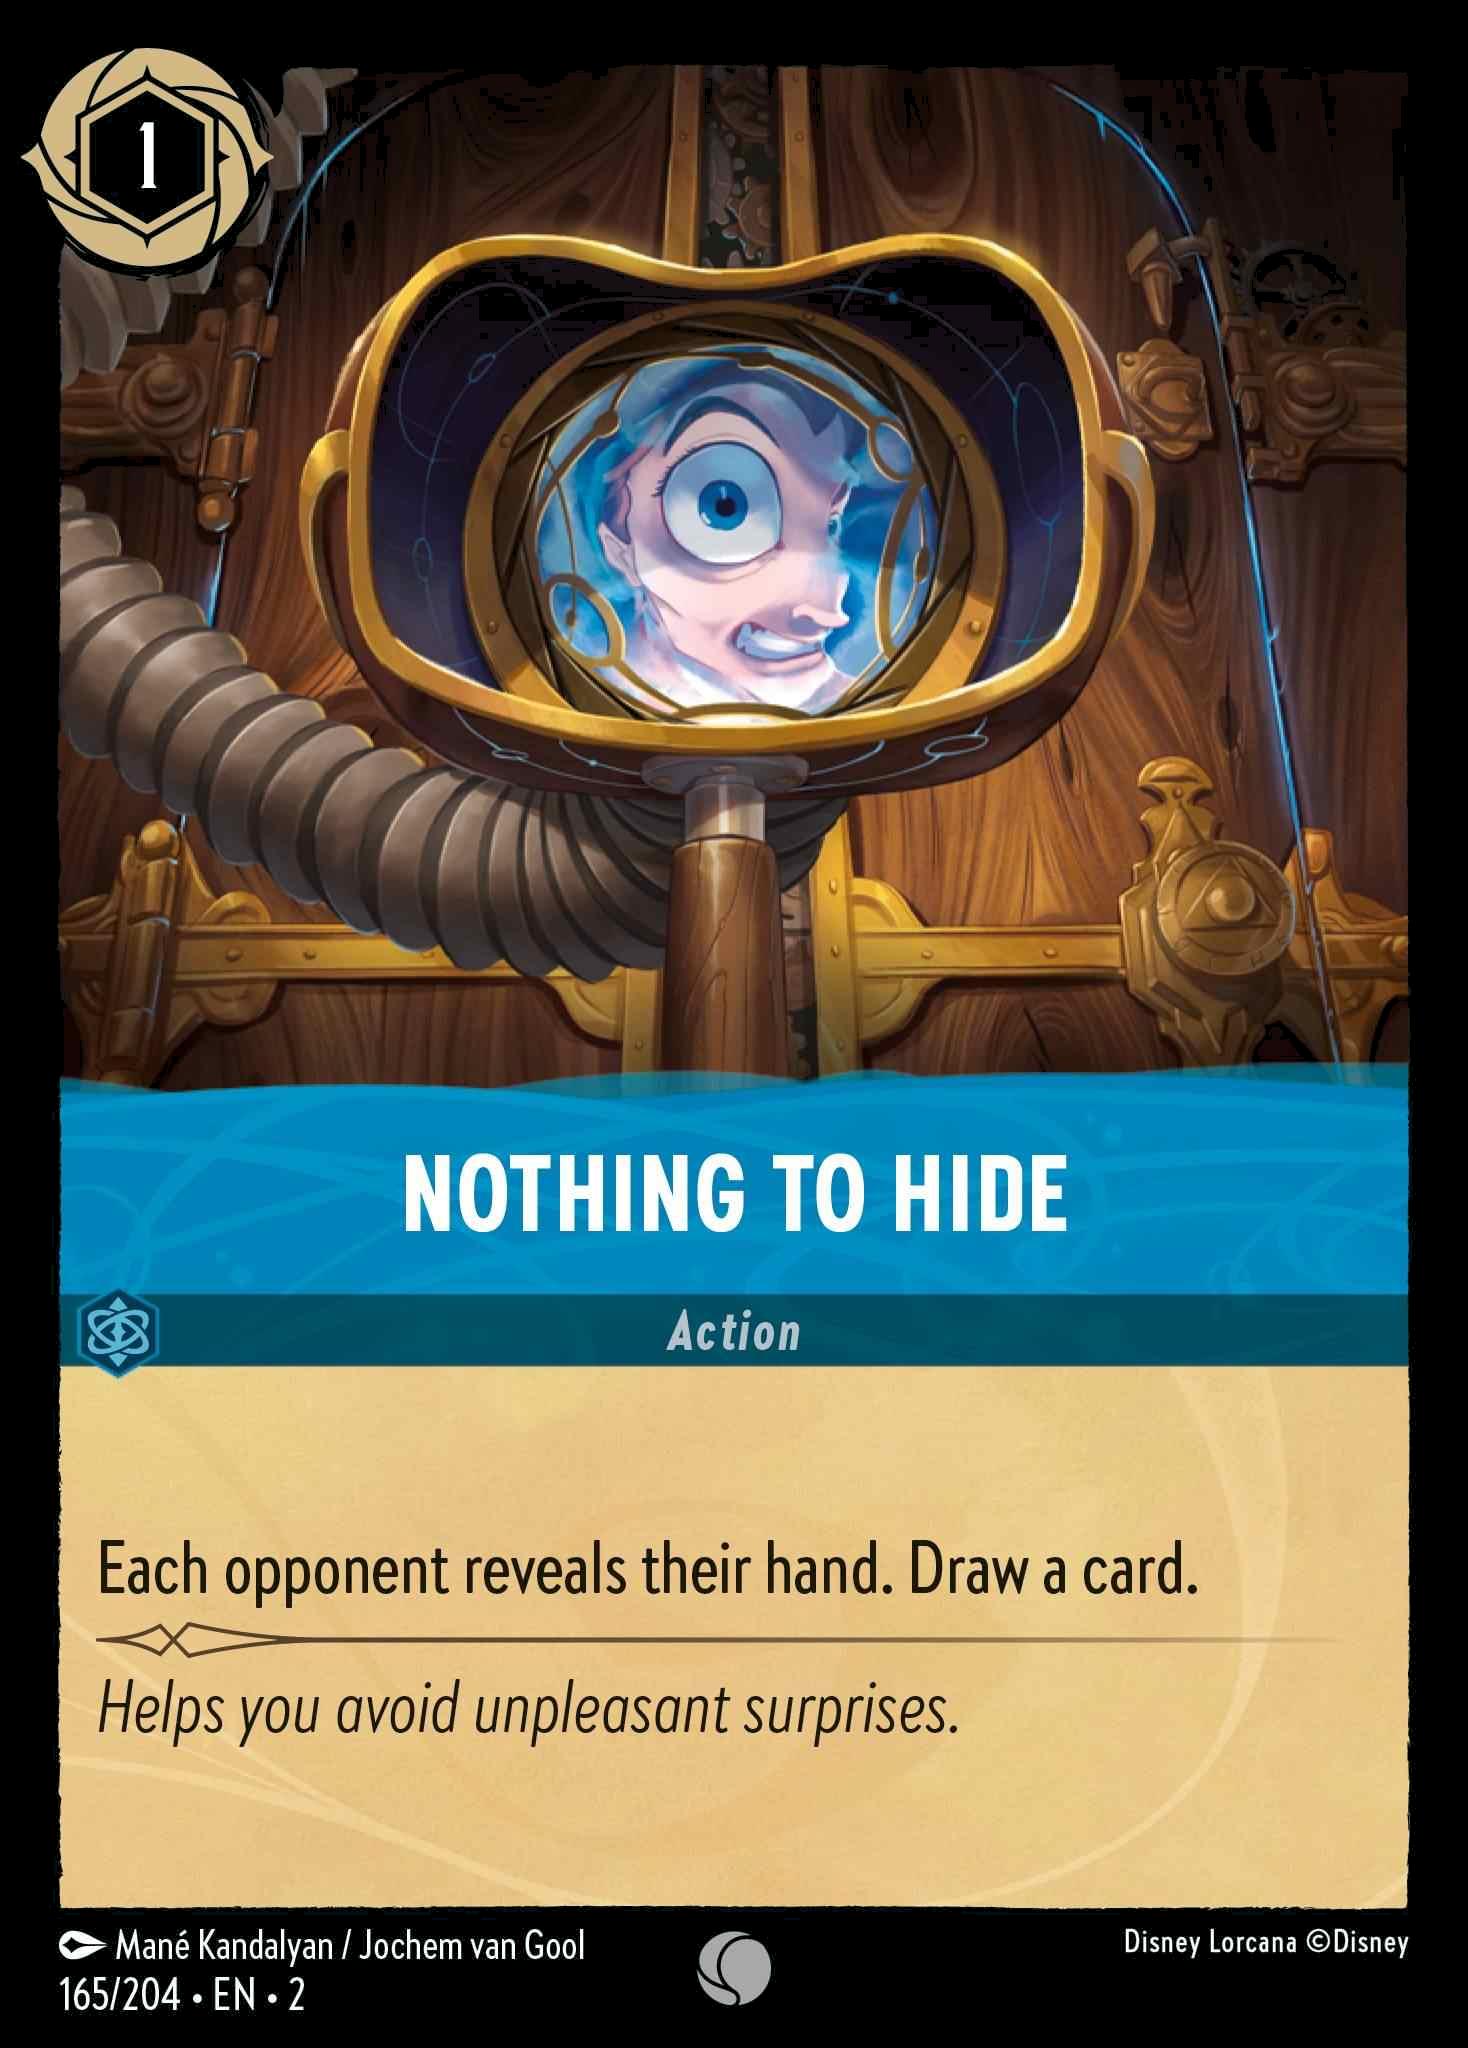 1
NOTHING TO HIDE
Action
Each opponent reveals their hand. Draw a card.
Helps you avoid unpleasant surprises.
Mané Kandalyan / Jochem van Gool
Disney Lorcana ©Disney
165/204 • EN • 2